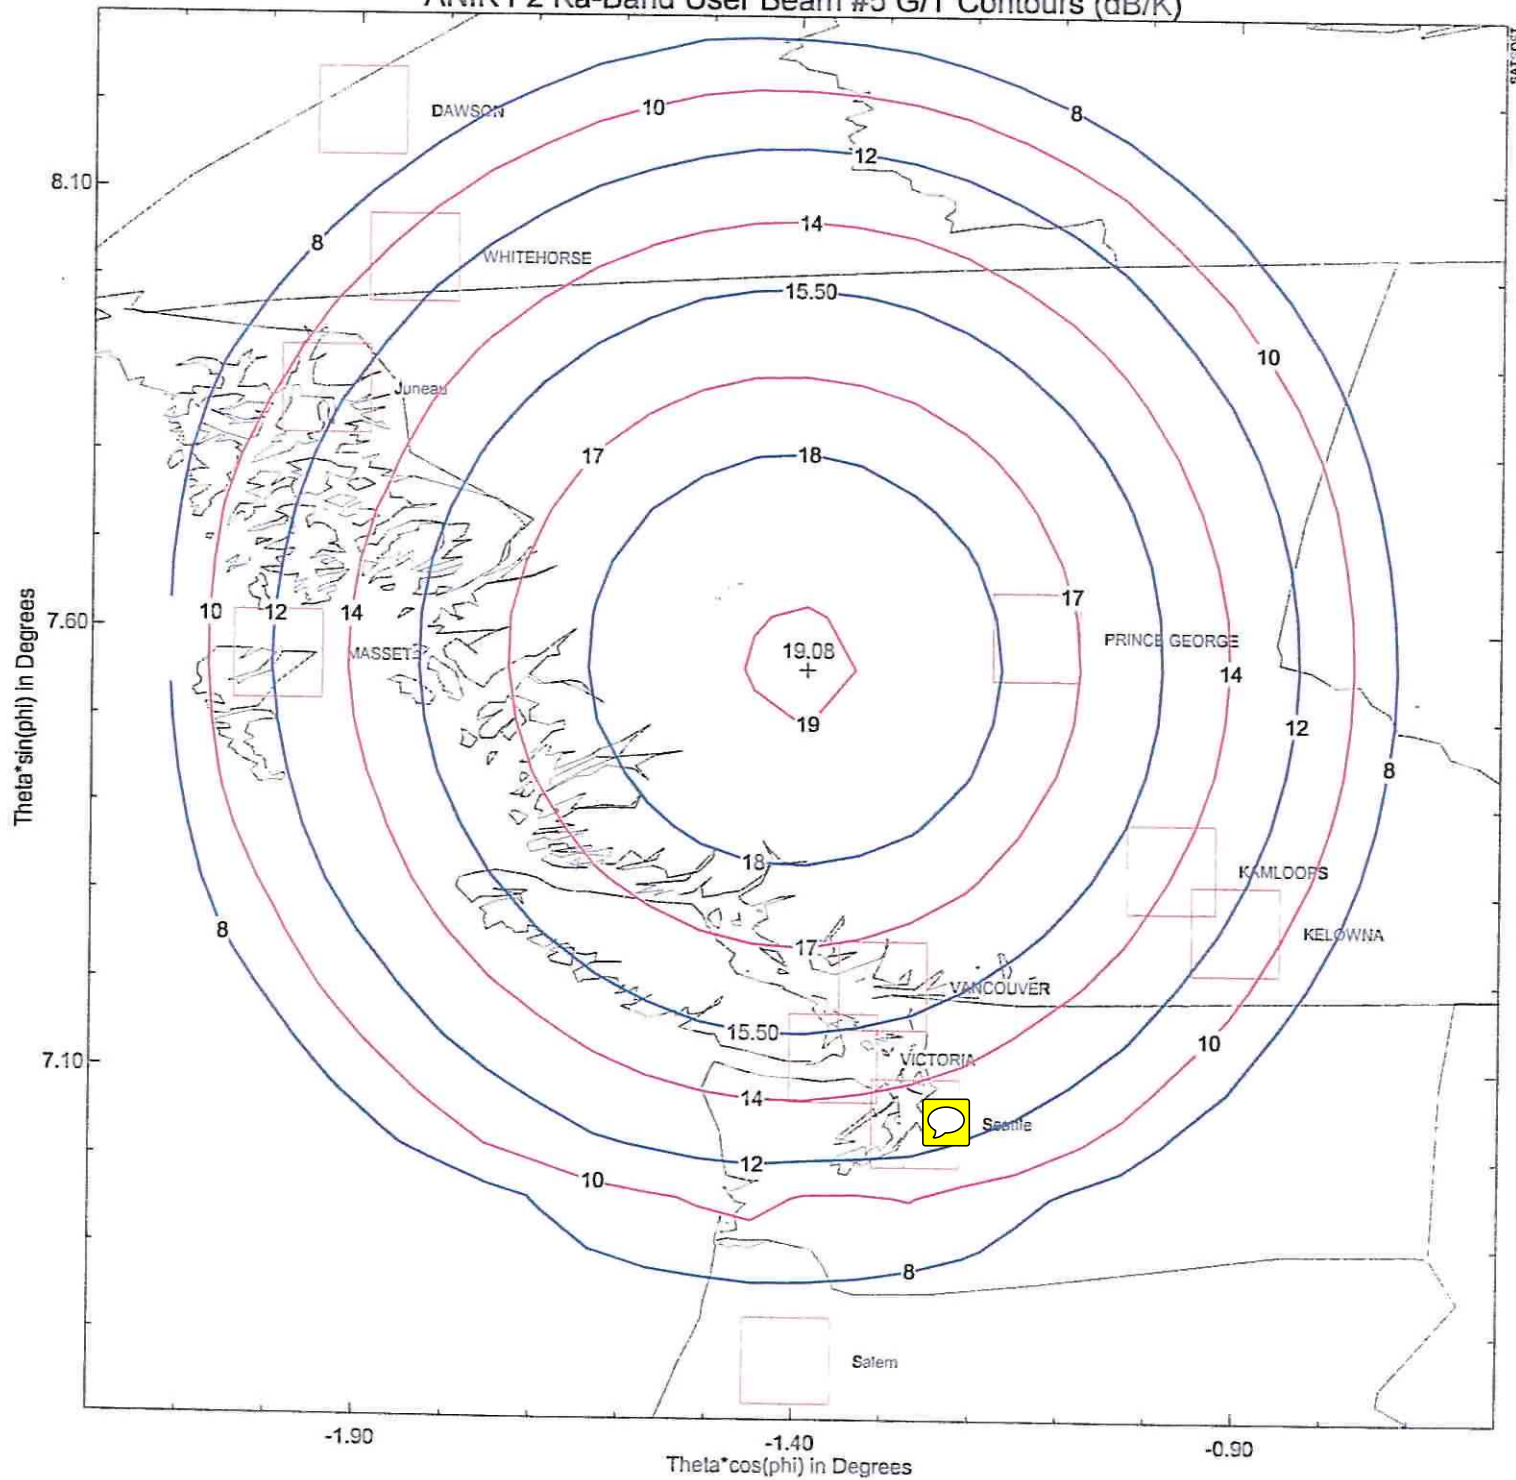 ANIK F2 Ka-Band User Beam #5 G/T Contours (dB/K)
SATSOFT
8
10
DAWSON
12
8.10
14
8
WHITEHORSE
15.50
10
Juneau
17
18
17
10
12
14
7.60
PRINCE GEORGE
MASSET
19.08
14
19
12
8
18
KAMLOOPS
8
KELOWNA
17
VANCOUVER
15.50
10
7.10
VICTORIA
14
Seattle
12
10
8
Salem
-1.90
-1.40
-0.90
Theta*cos(phi) in Degrees
Theta*sin(phi) in Degrees